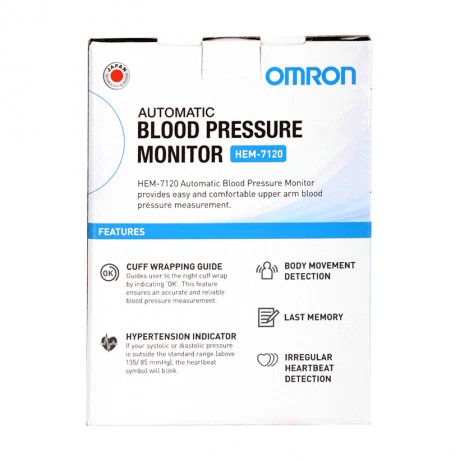 JAPAN
OMRON
AUTOMATIC
BLOOD PRESSURE
MONITOR HEM-7120
HEM-7120 Automatic Blood Pressure Monitor
provides easy and comfortable upper arm blood
pressure measurement.
FEATURES
OK
CUFF WRAPPING GUIDE
Guides user to the right cuff wrap
by indicating 'OK'. This feature
ensures an accurate and reliable
blood pressure measurement.
HYPERTENSION INDICATOR
If your systolic or diastolic pressure
is outside the standard range (above
135/ 85 mmHg), the heartbeat
symbol will blink.
BODY MOVEMENT
DETECTION
LAST MEMORY
IRREGULAR
HEARTBEAT
DETECTION